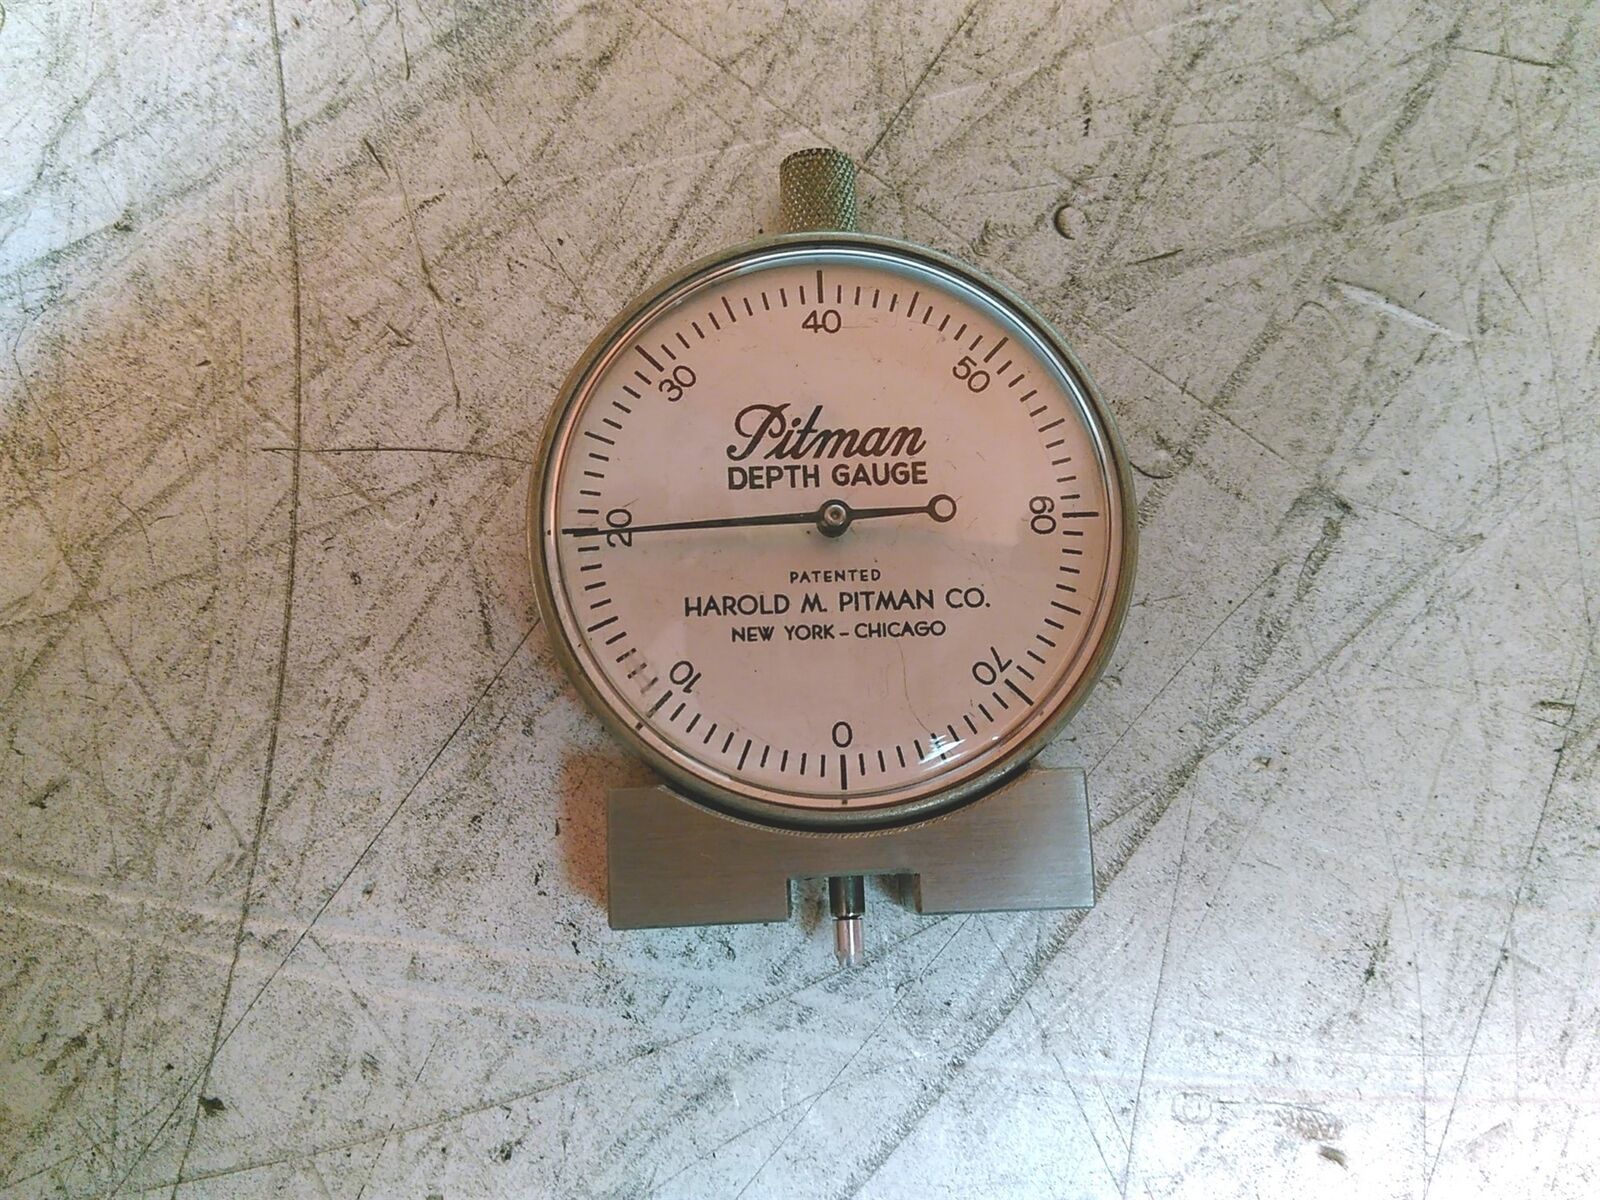 40
30
50
Pitman
DEPTH GAUGE
20
60
PATENTED
HAROLD M. PITMAN CO.
NEW YORK - CHICAGO
10
70
0